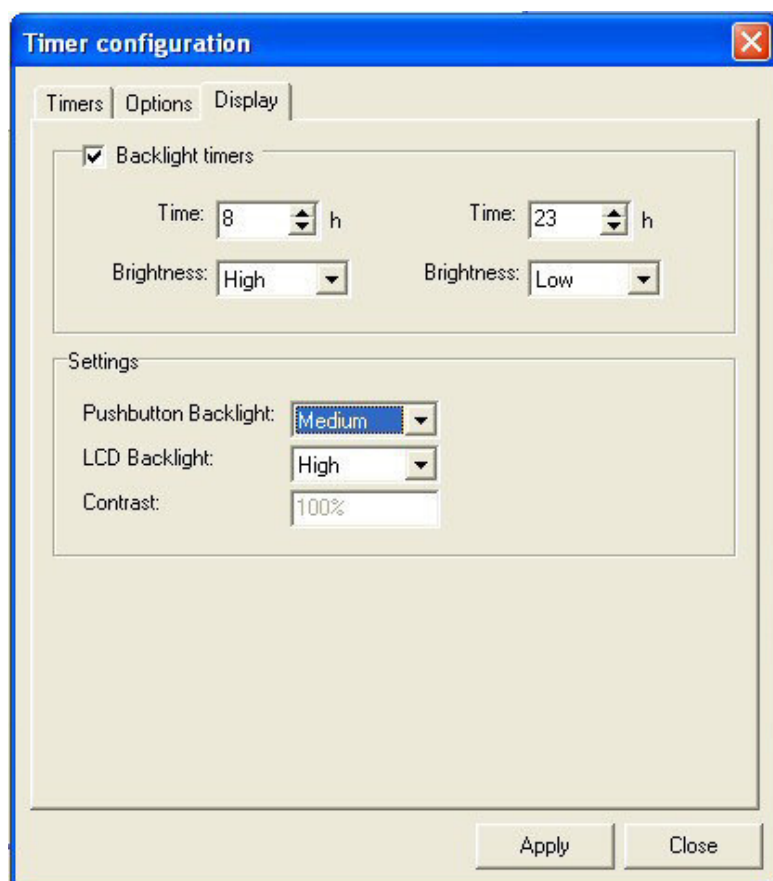 Timer configuration
Timers Options Display
Backlight timers
Time: 8 h Time: 23 h
Brightness: High Brightness: Low
Settings
Pushbutton Backlight: Medium
LCD Backlight: High
Contrast: 100%
Apply Close